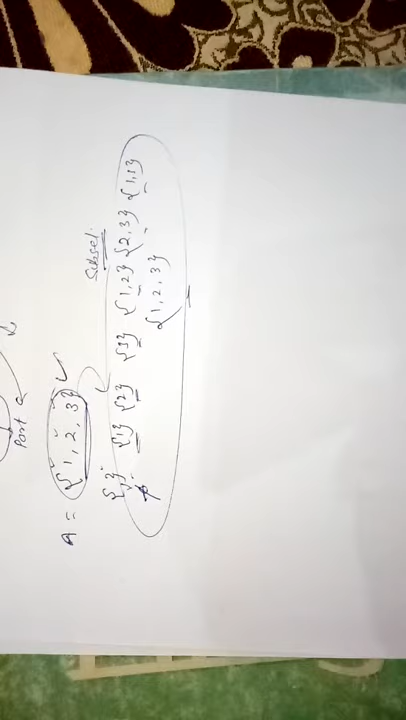 Part a
A = {1, 2, 3}
Subset
{ } {1} {2} {3} {1,2} {2,3} {1,3}
{1, 2, 3}